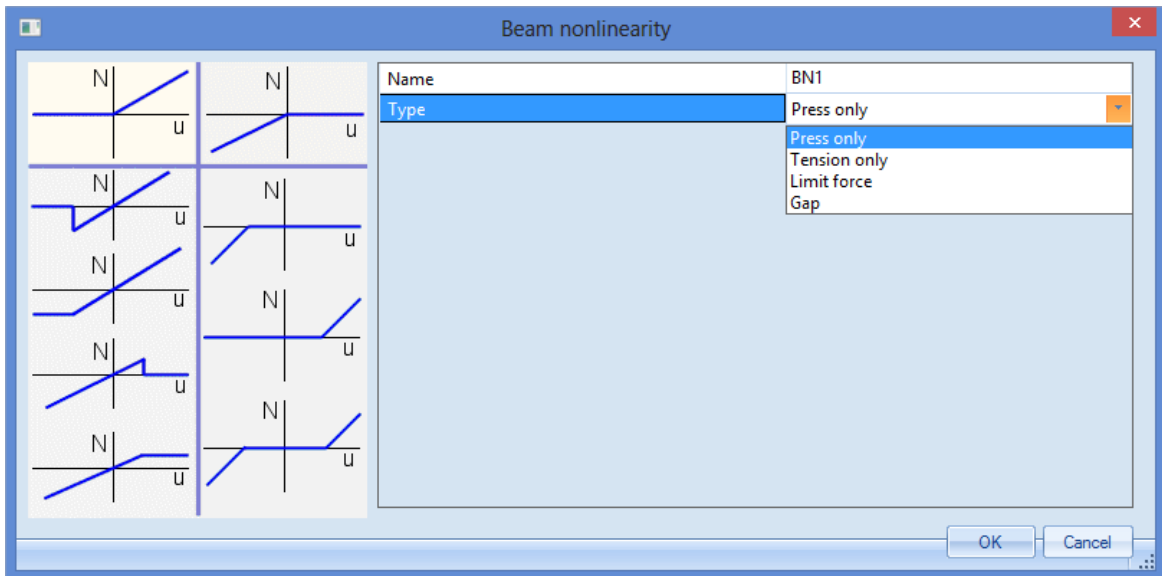 Beam nonlinearity
N
u
N
u
N
u
N
u
N
u
N
u
N
u
N
u
N
u
Name BN1
Type Press only
Press only
Tension only
Limit force
Gap
OK Cancel